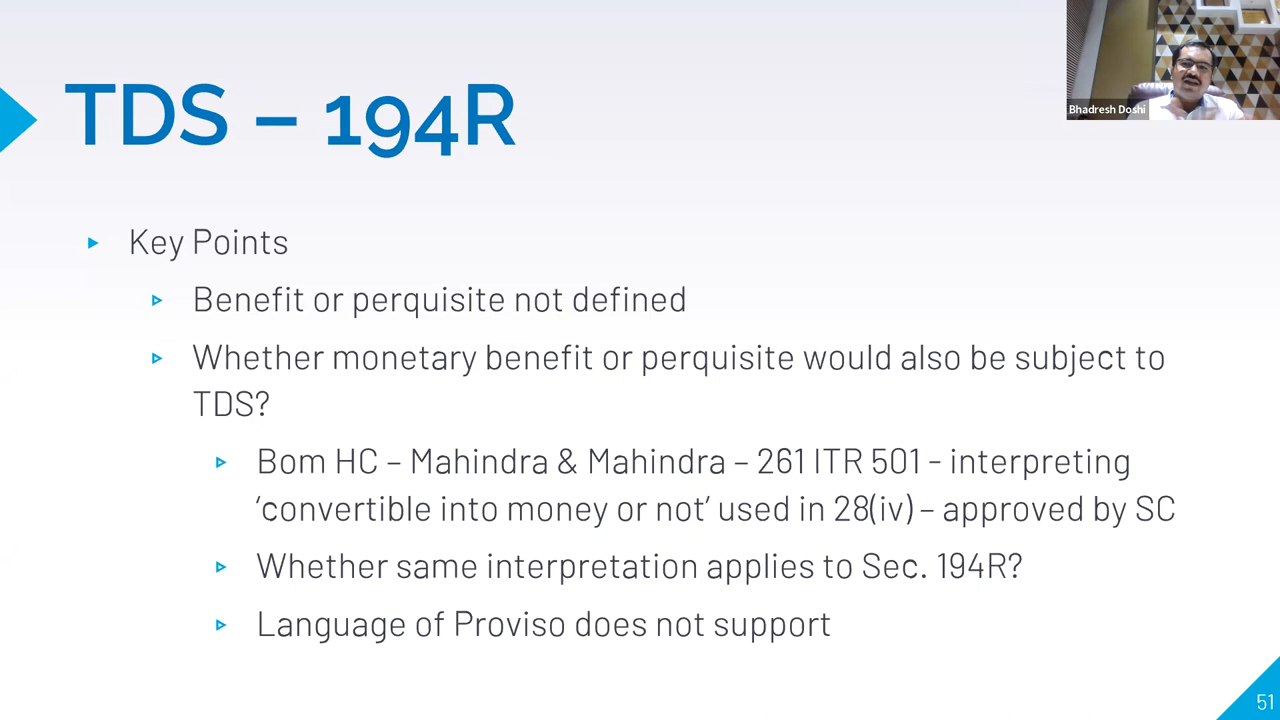 Bhadresh Doshi
TDS – 194R
Key Points
Benefit or perquisite not defined
Whether monetary benefit or perquisite would also be subject to
TDS?
Bom HC – Mahindra & Mahindra – 261 ITR 501 - interpreting
‘convertible into money or not’ used in 28(iv) – approved by SC
Whether same interpretation applies to Sec. 194R?
Language of Proviso does not support
51